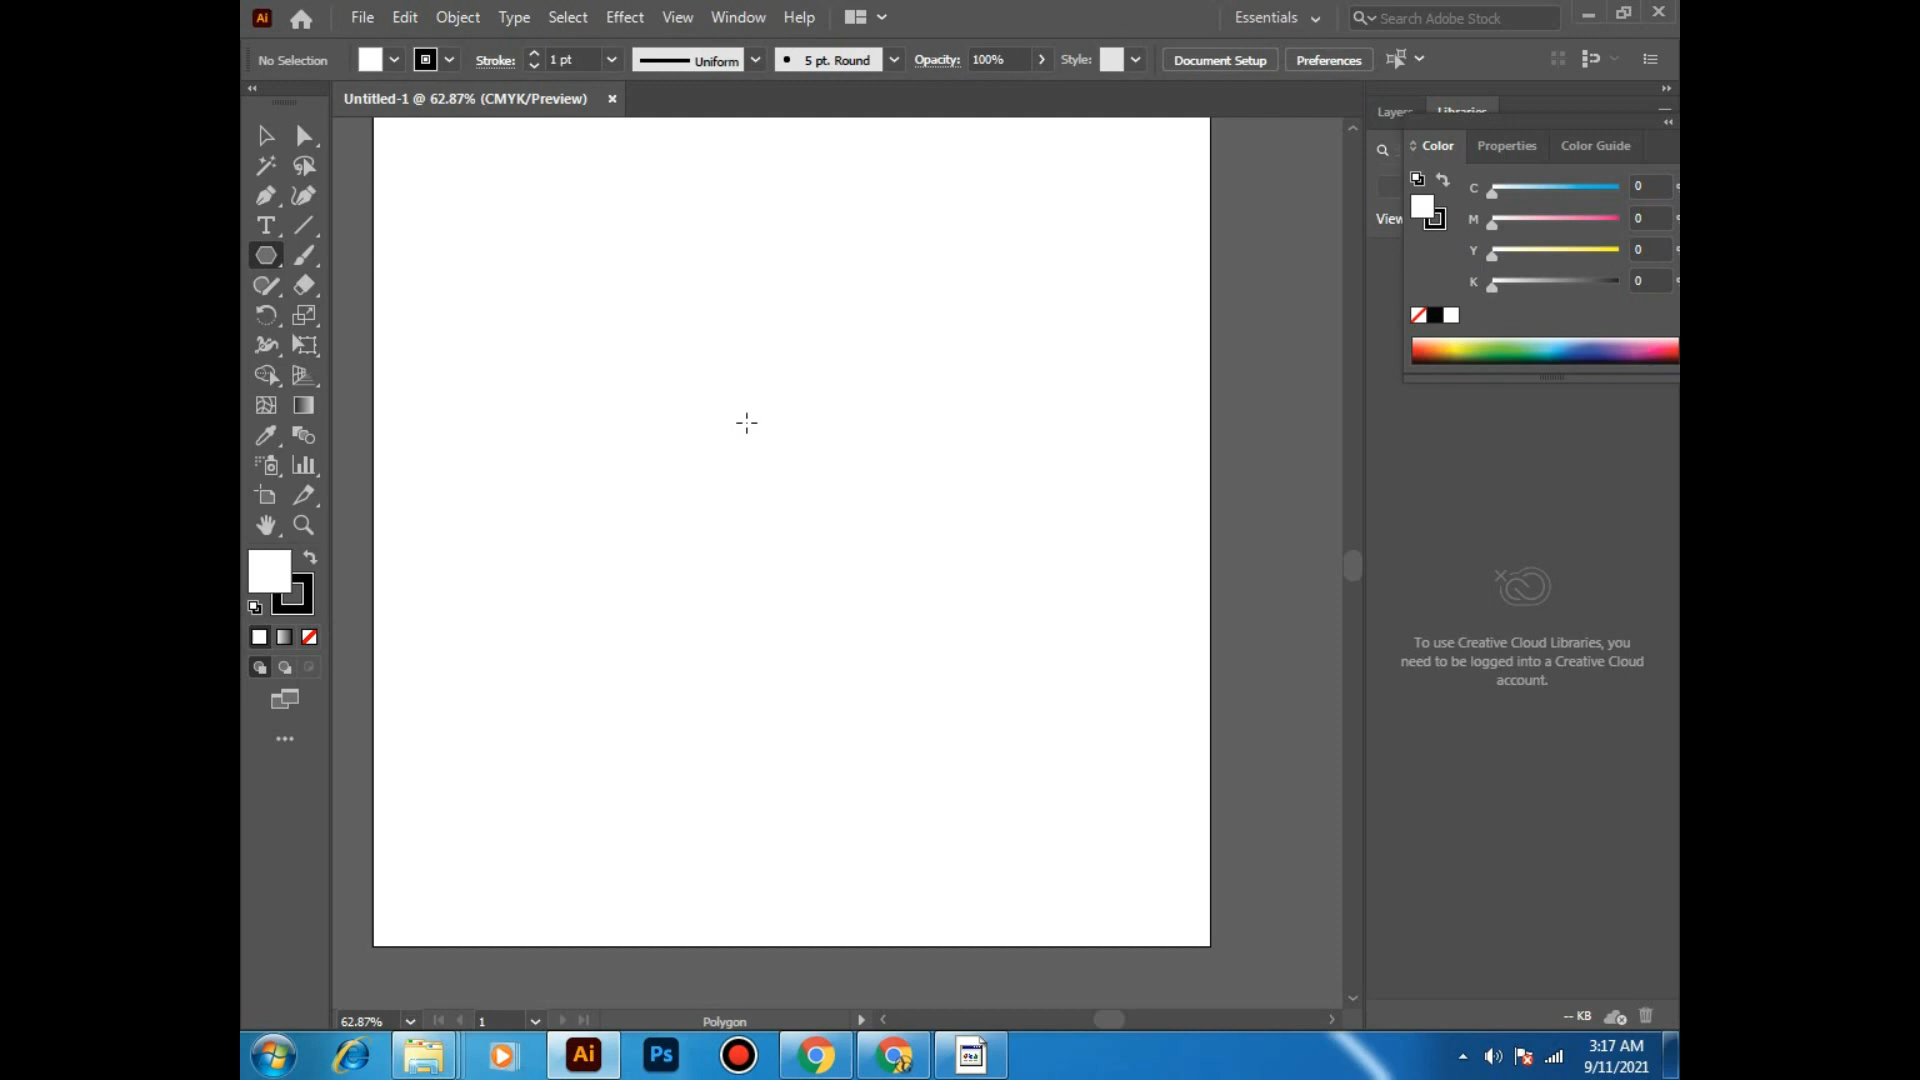 Ai File Edit Object Type Select Effect View Window Help Essentials Search Adobe Stock
No Selection Stroke: 1 pt Uniform 5 pt. Round Opacity: 100% Style: Document Setup Preferences
Untitled-1 @ 62.87% (CMYK/Preview)
Libraries
Color Properties Color Guide
C 0
M 0
View
Y 0
K 0
To use Creative Cloud Libraries, you
need to be logged into a Creative Cloud
account.
62.87% 1 Polygon
-- KB
Ai Ps
3:17 AM
9/11/2021